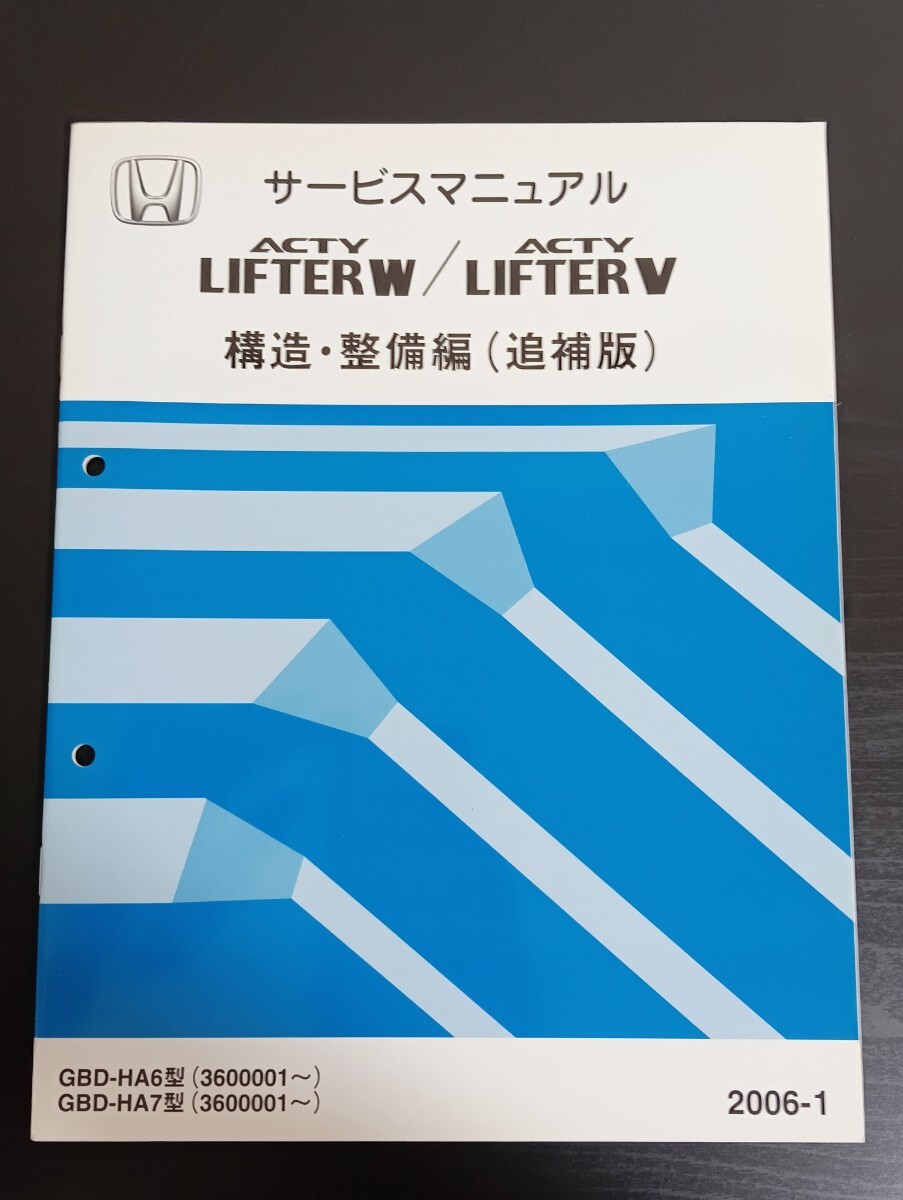 サービスマニュアル
ACTY LIFTER W / ACTY LIFTER V
構造・整備編(追補版)
GBD-HA6型(3600001～)
GBD-HA7型(3600001～)
2006-1